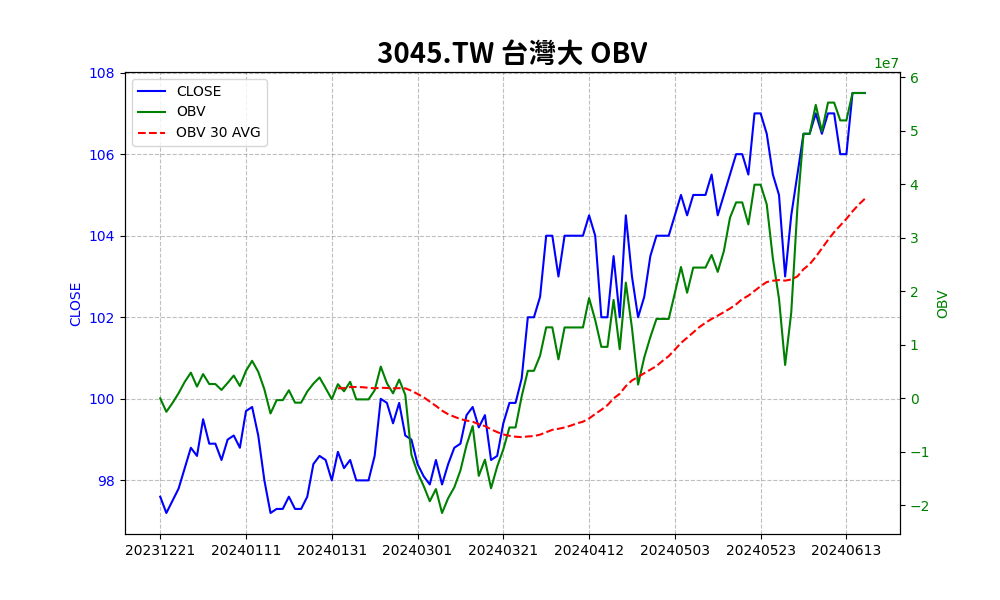 3045.TW 台灣大 OBV
1e7
CLOSE
OBV
OBV 30 AVG
108
106
104
102
100
98
CLOSE
6
5
4
3
2
1
0
−1
−2
OBV
20231221 20240111 20240131 20240301 20240321 20240412 20240503 20240523 20240613